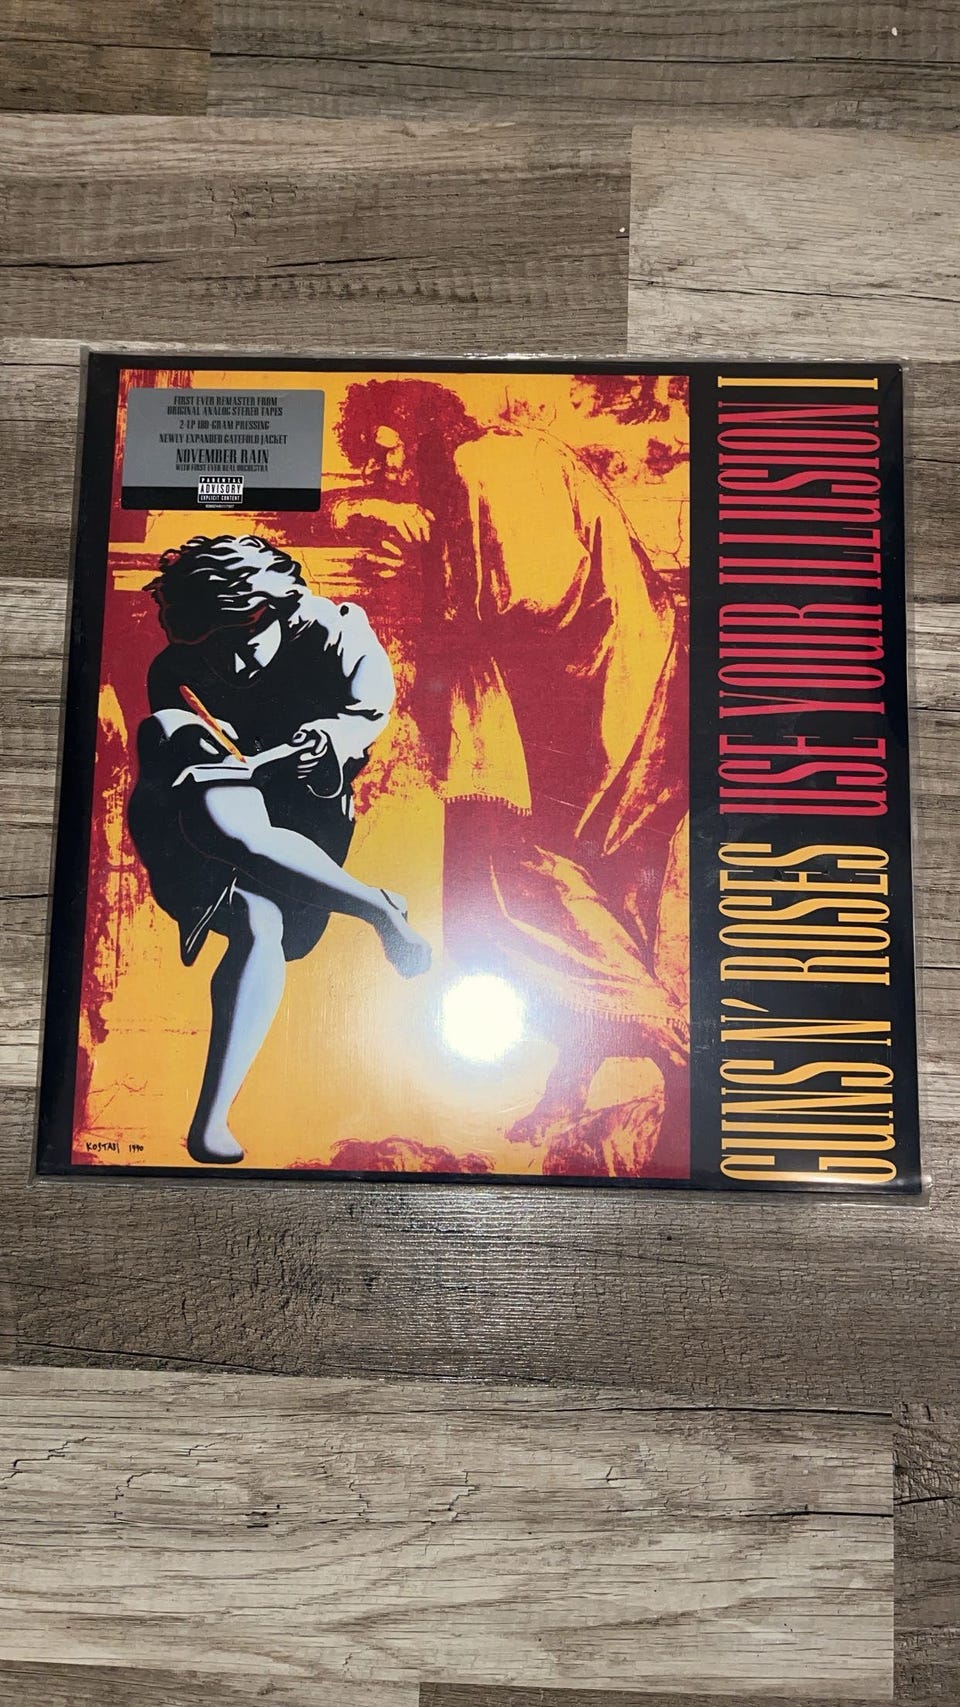 FIRST EVER REMASTER FROM
ORIGINAL ANALOG STEREO TAPES
2-LP 180-GRAM PRESSING
NEWLY EXPANDED GATEFOLD JACKET
NOVEMBER RAIN
WITH FIRST EVER REAL ORCHESTRA
PARENTAL
ADVISORY
EXPLICIT CONTENT
GUNS N' ROSES USE YOUR ILLUSION I
KOSTABI 1990